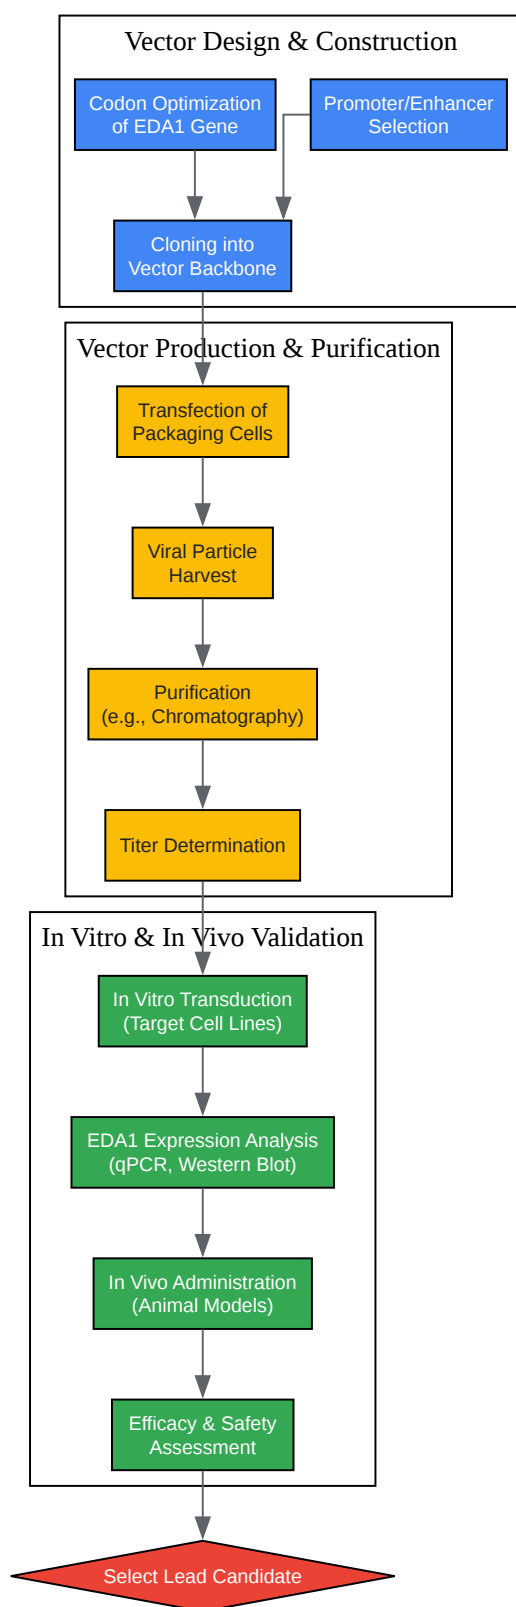 Vector Design & Construction
Codon Optimization
of EDA1 Gene
Promoter/Enhancer
Selection
Cloning into
Vector Backbone
Vector Production & Purification
Transfection of
Packaging Cells
Viral Particle
Harvest
Purification
(e.g., Chromatography)
Titer Determination
In Vitro & In Vivo Validation
In Vitro Transduction
(Target Cell Lines)
EDA1 Expression Analysis
(qPCR, Western Blot)
In Vivo Administration
(Animal Models)
Efficacy & Safety
Assessment
Select Lead Candidate